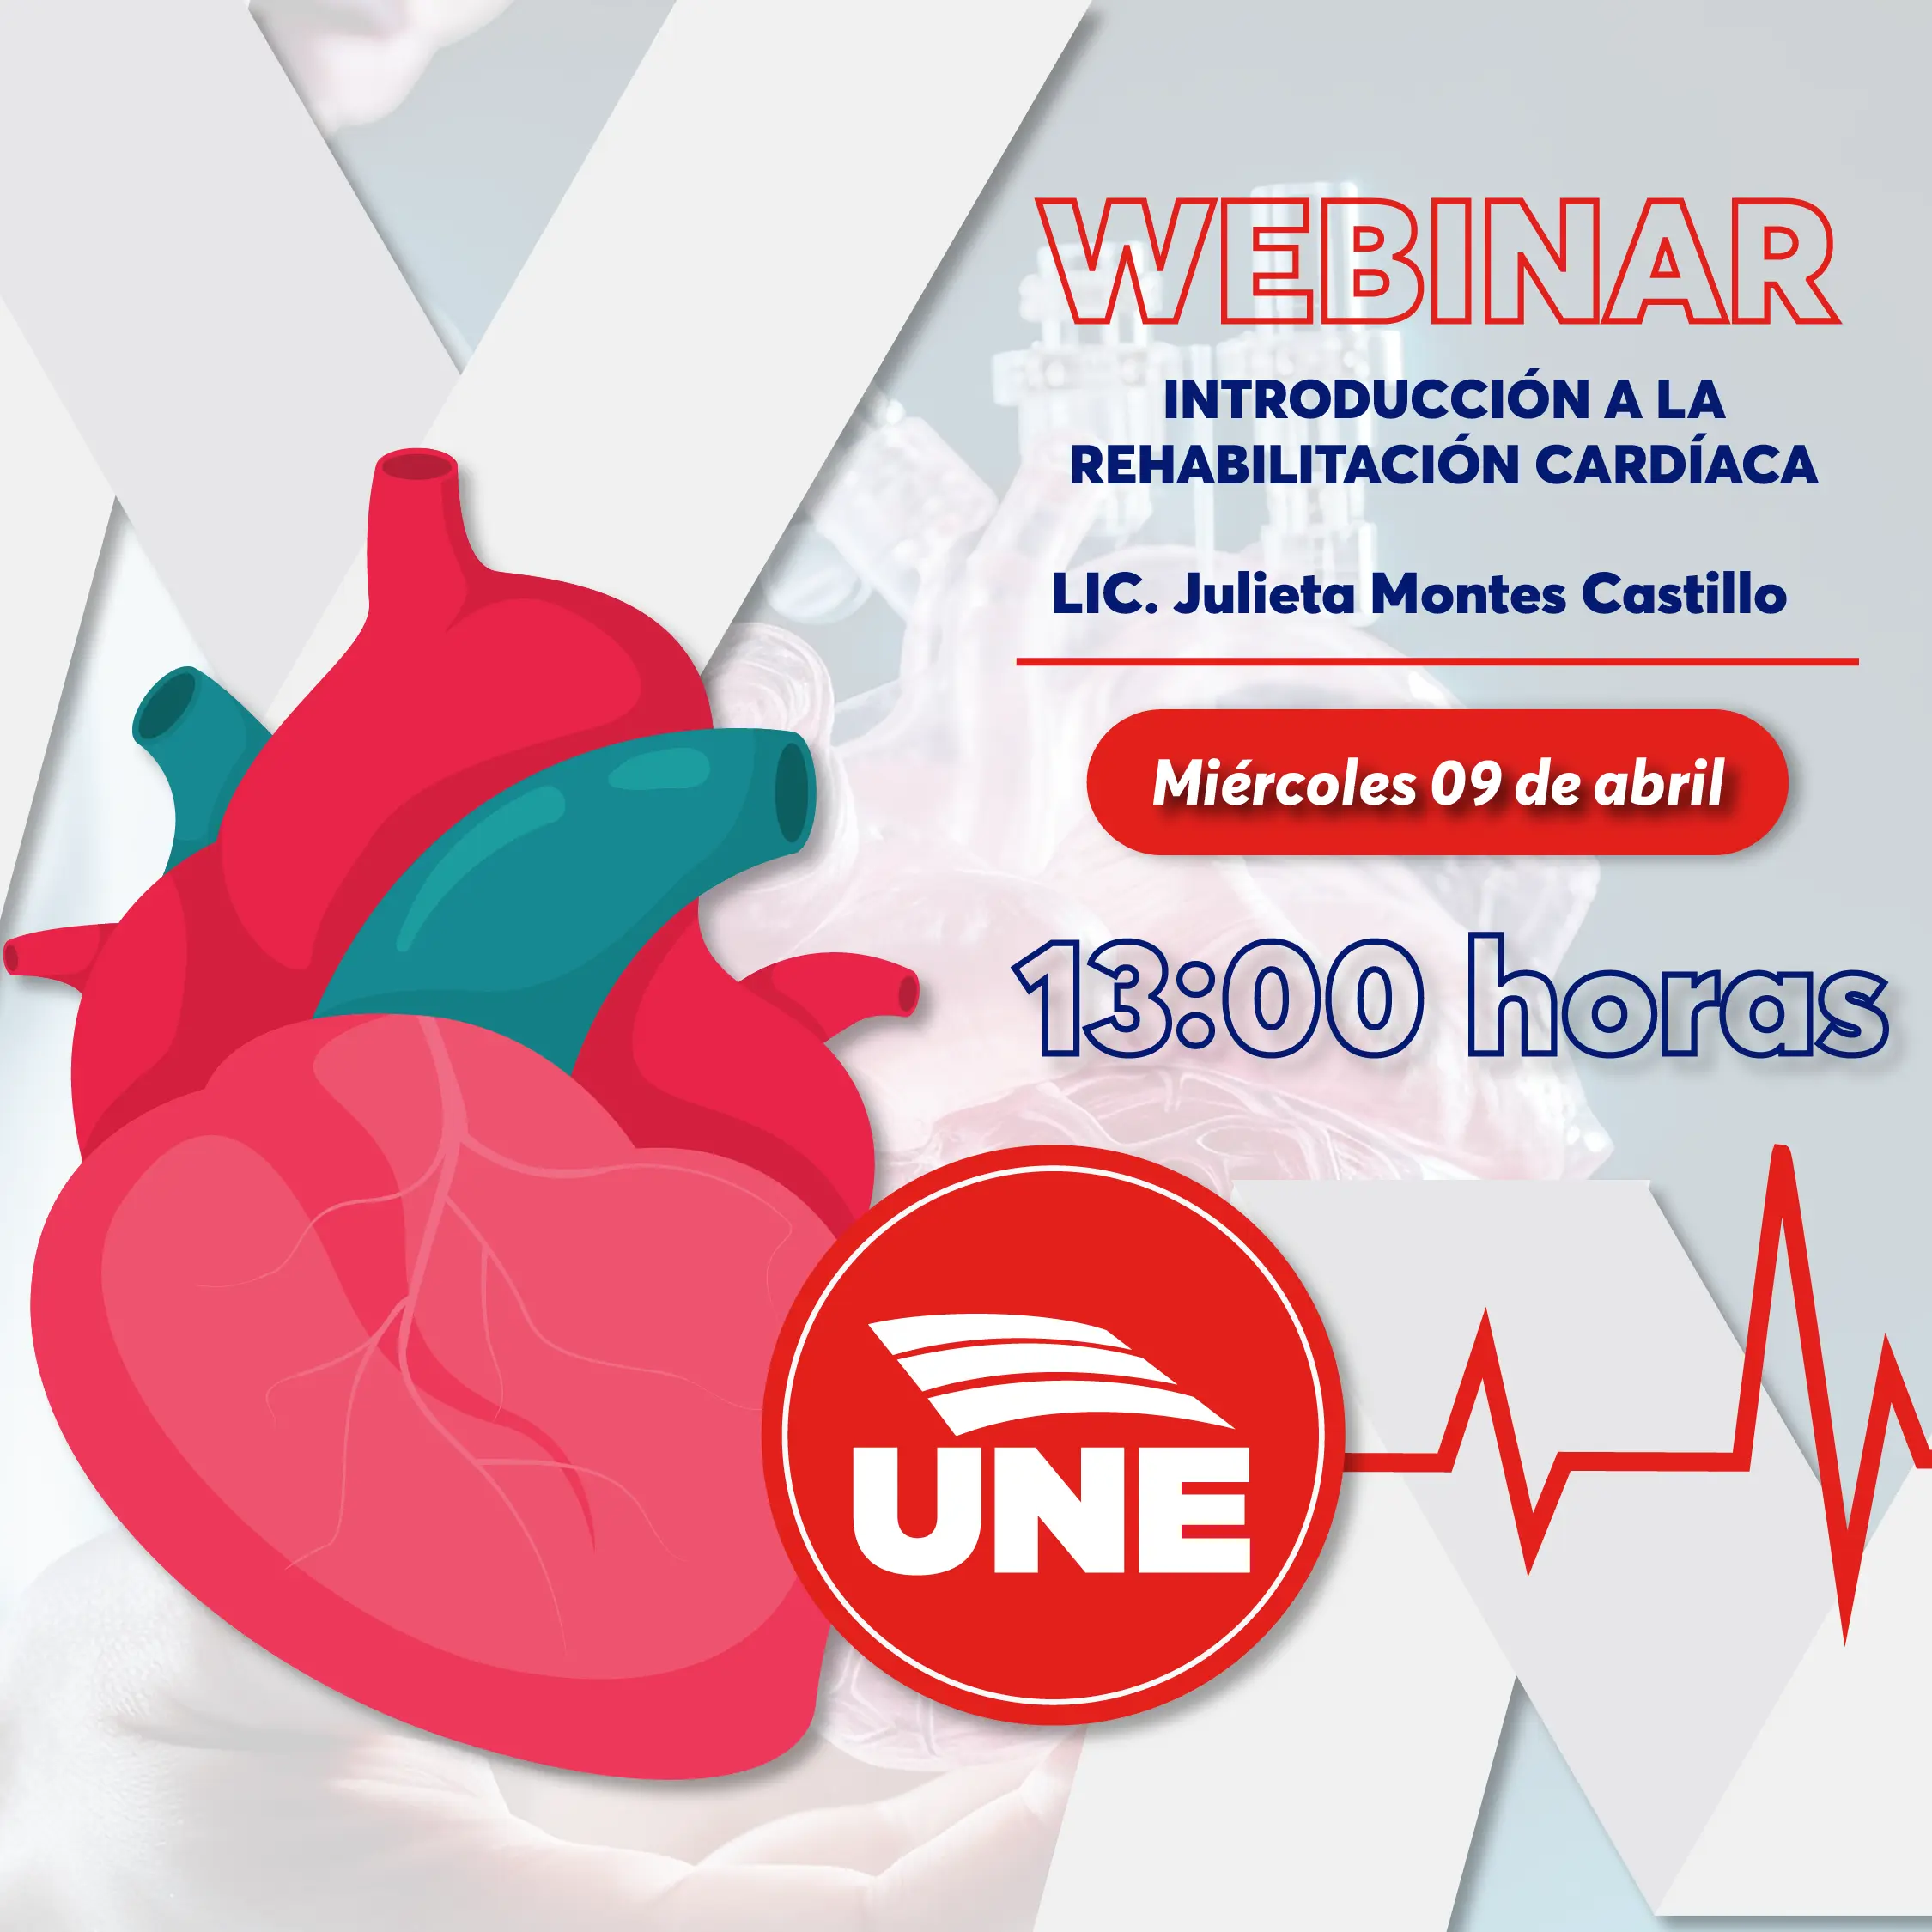 WEBINAR
INTRODUCCIÓN A LA
REHABILITACIÓN CARDÍACA
LIC. Julieta Montes Castillo
Miércoles 09 de abril
13:00 horas
UNE